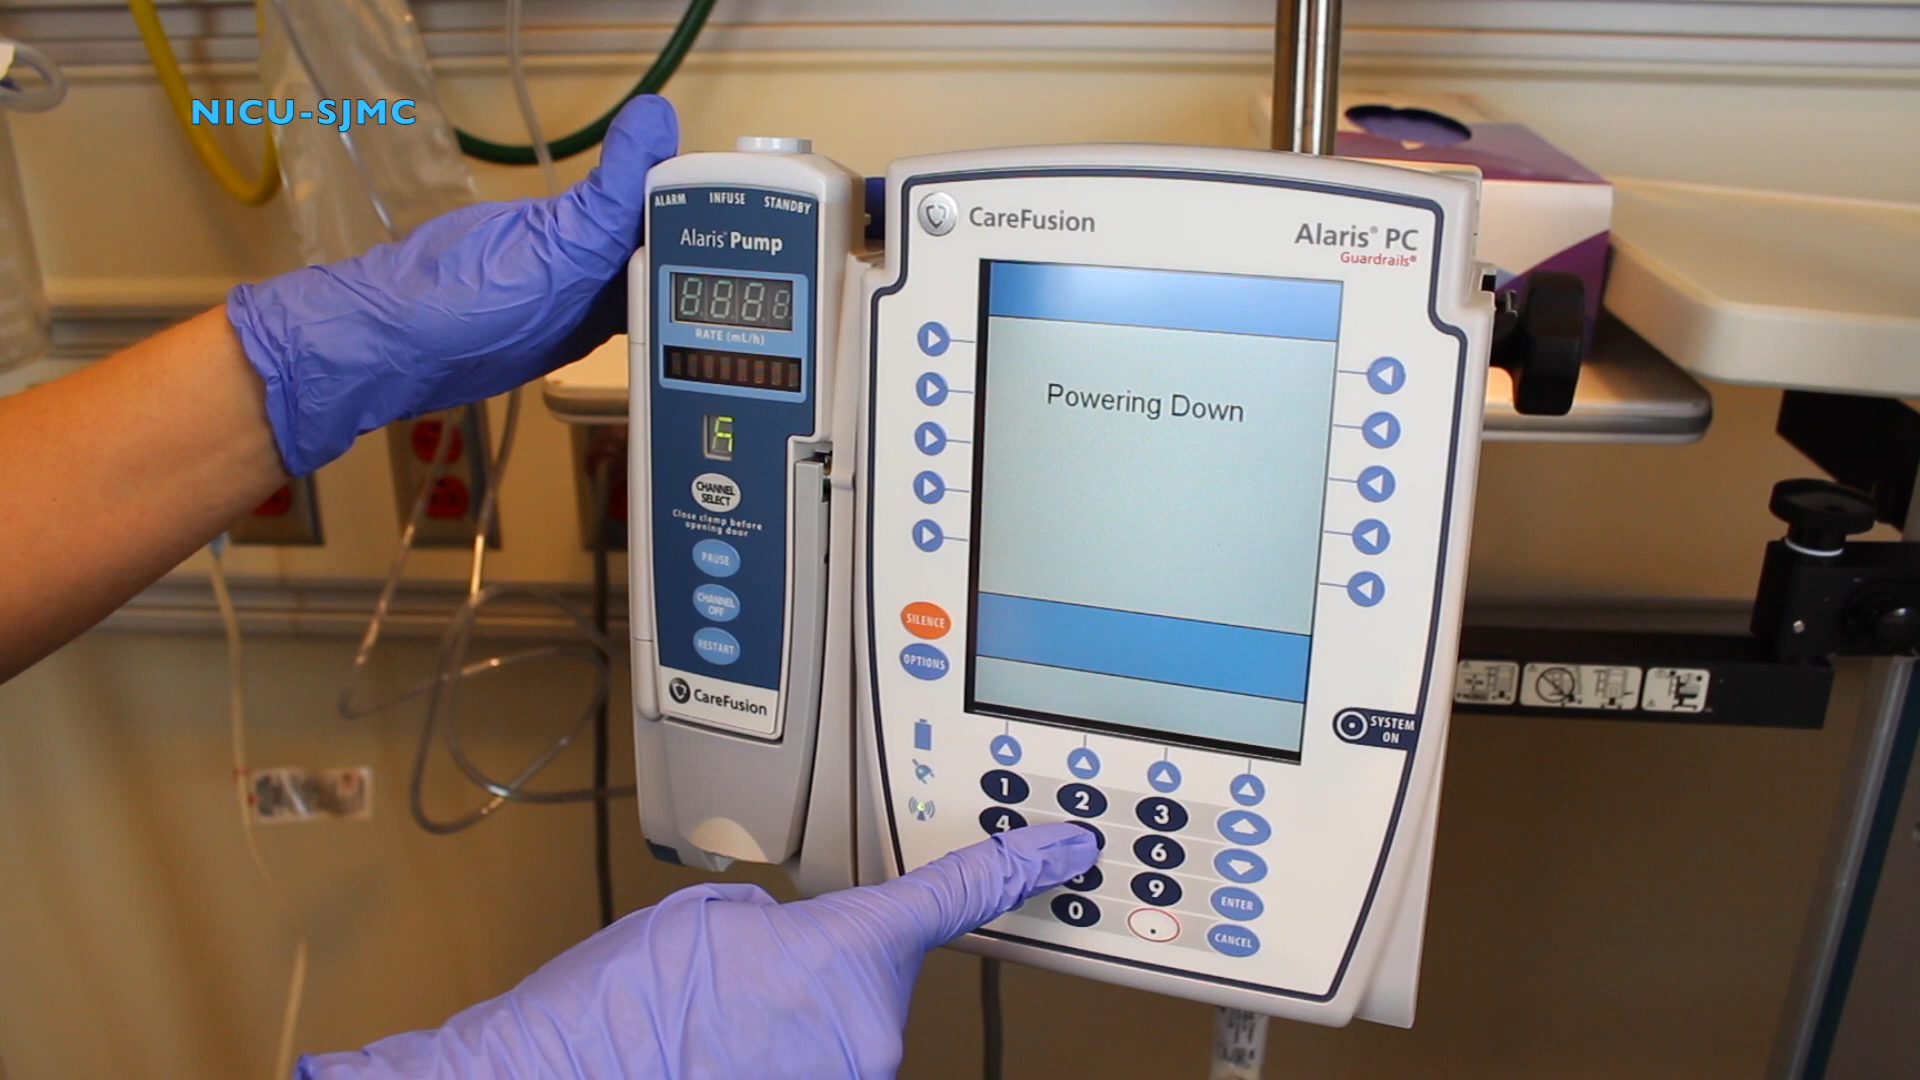 NICU-SJMC
ALARM INFUSE STANDBY
Alaris® Pump
RATE (mL/h)
CHANNEL
SELECT
Close clamp before
opening door
PAUSE
CHANNEL
OFF
RESTART
CareFusion
CareFusion
Alaris® PC
Guardrails®
Powering Down
SILENCE
OPTIONS
SYSTEM
ON
1 2 3
4
6
9
ENTER
0 .
CANCEL